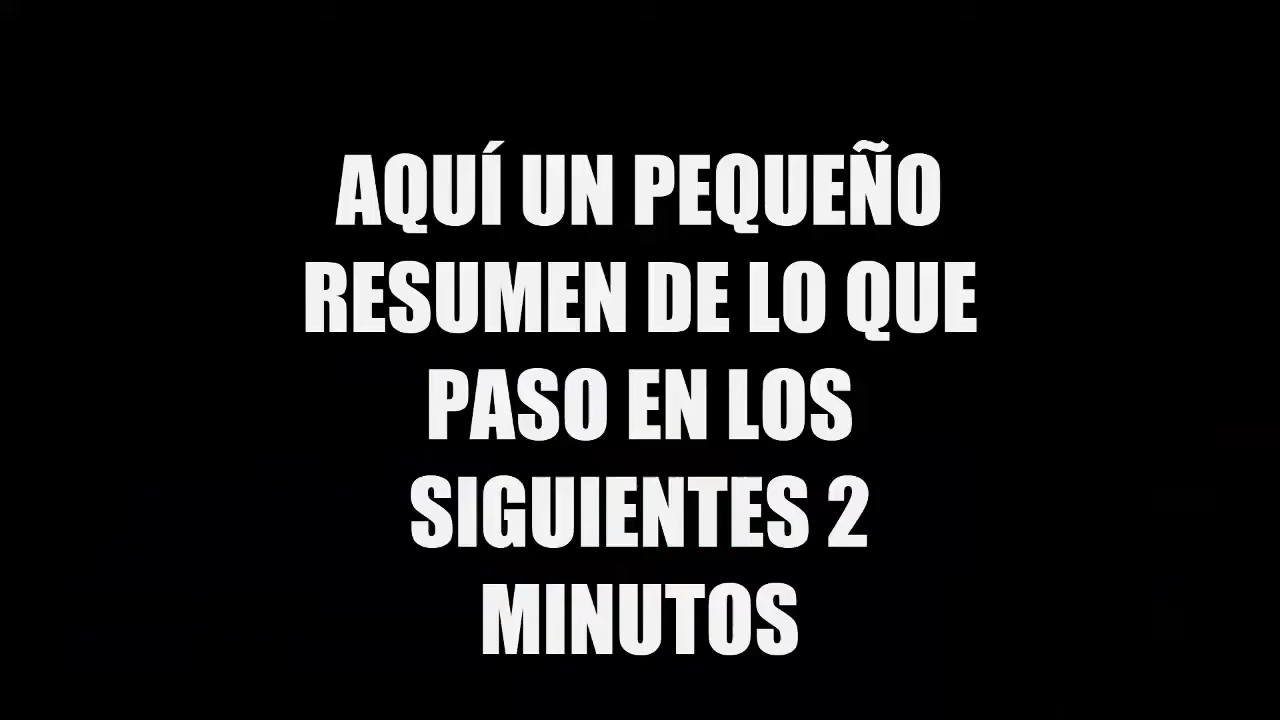 AQUÍ UN PEQUEÑO
RESUMEN DE LO QUE
PASO EN LOS
SIGUIENTES 2
MINUTOS